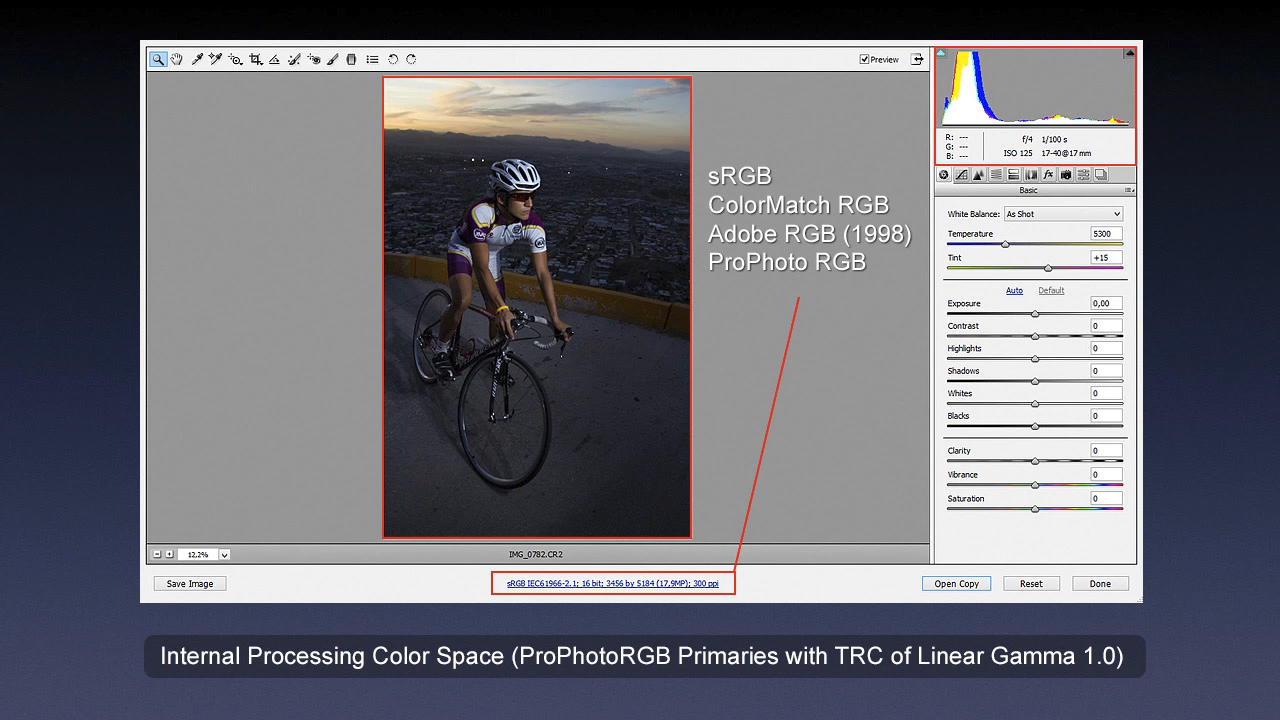 Preview
R: ---
G: ---
B: ---
f/4 1/100 s
ISO 125 17-40@17 mm
fx
Basic
White Balance: As Shot
Temperature 5300
Tint +15
Auto Default
Exposure 0,00
Contrast 0
Highlights 0
Shadows 0
Whites 0
Blacks 0
Clarity 0
Vibrance 0
Saturation 0
sRGB
ColorMatch RGB
Adobe RGB (1998)
ProPhoto RGB
12,2%
IMG_0782.CR2
Save Image
sRGB IEC61966-2.1; 16 bit; 3456 by 5184 (17,9MP); 300 ppi
Open Copy
Reset
Done
Internal Processing Color Space (ProPhotoRGB Primaries with TRC of Linear Gamma 1.0)